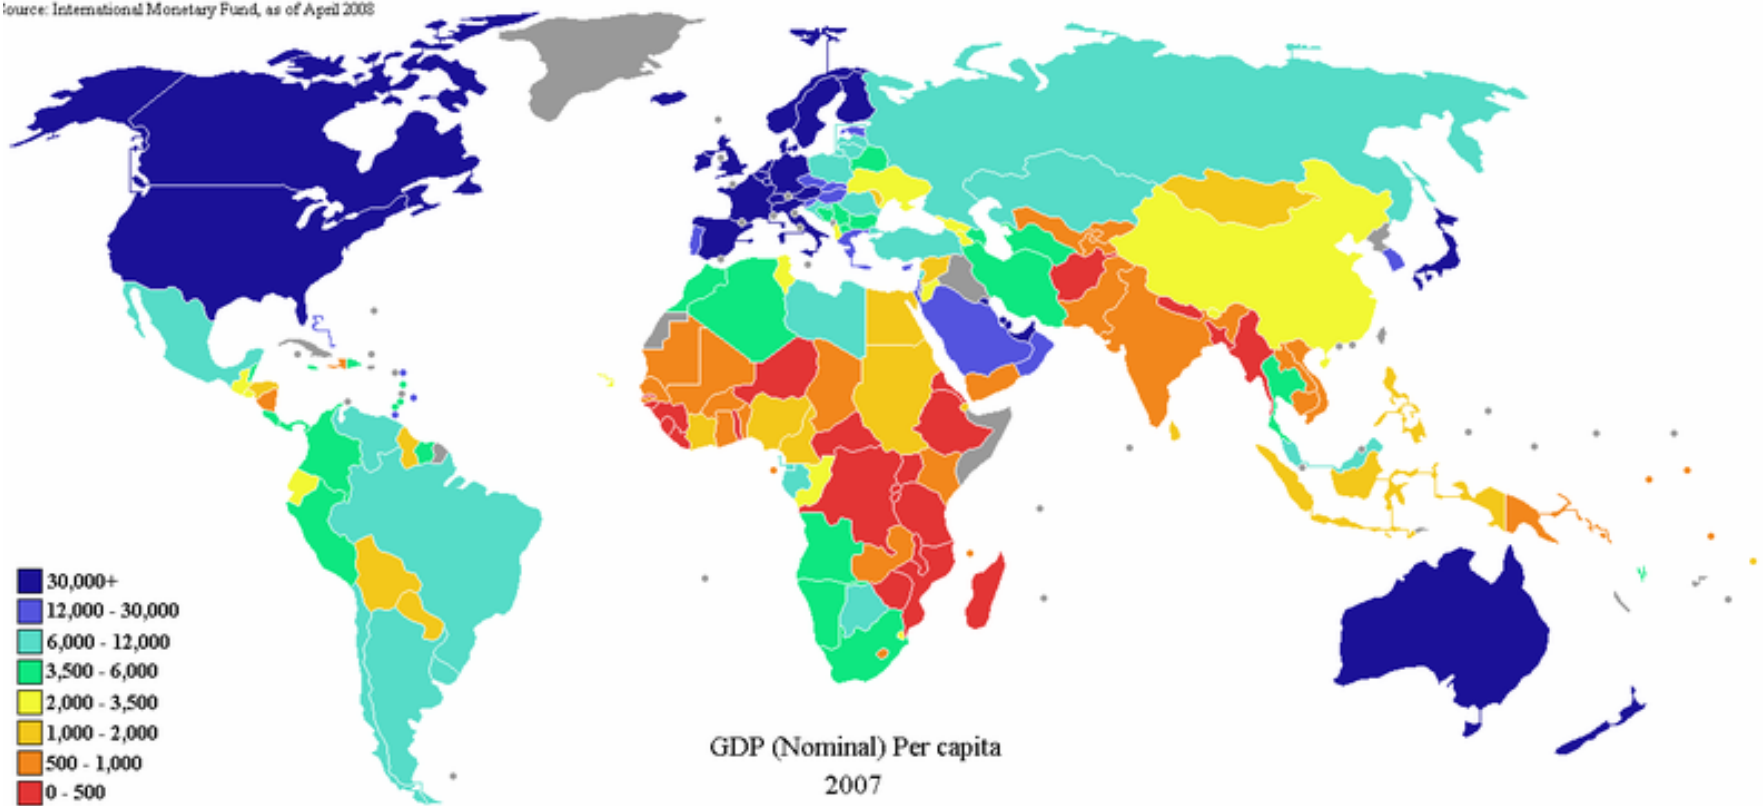 ource: International Monetary Fund, as of April 2008
30,000+
12,000 - 30,000
6,000 - 12,000
3,500 - 6,000
2,000 - 3,500
1,000 - 2,000
500 - 1,000
0 - 500
GDP (Nominal) Per capita
2007